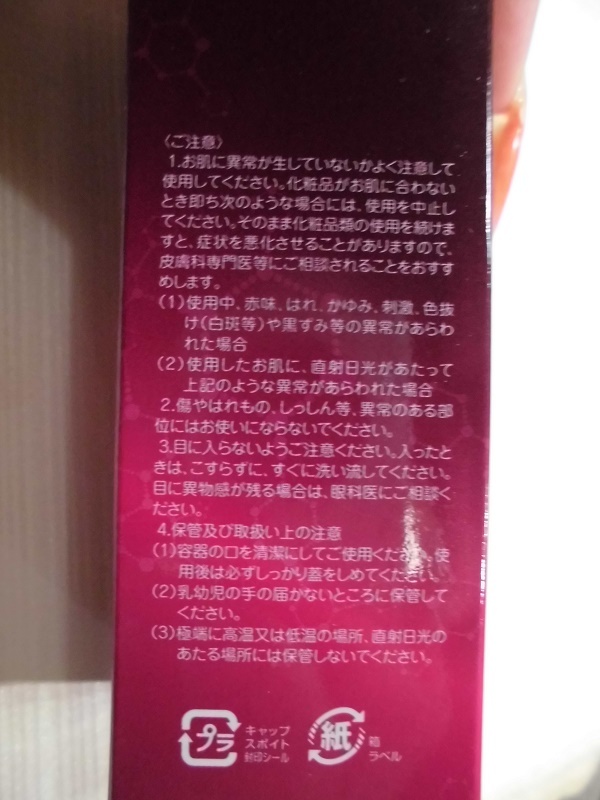 〈ご注意〉
1.お肌に異常が生じていないかよく注意して
使用してください。化粧品がお肌に合わない
とき即ち次のような場合には、使用を中止し
てください。そのまま化粧品類の使用を続けま
すと、症状を悪化させることがありますので、
皮膚科専門医等にご相談されることをおすす
めします。
(1)使用中、赤味、はれ、かゆみ、刺激、色抜
け(白斑等)や黒ずみ等の異常があらわ
れた場合
(2)使用したお肌に、直射日光があたって
上記のような異常があらわれた場合
2.傷やはれもの、しっしん等、異常のある部
位にはお使いにならないでください。
3.目に入らないようご注意ください。入ったと
きは、こすらずに、すぐに洗い流してください。
目に異物感が残る場合は、眼科医にご相談く
ださい。
4.保管及び取扱い上の注意
(1)容器の口を清潔にしてご使用ください。使
用後は必ずしっかり蓋をしめてください。
(2)乳幼児の手の届かないところに保管して
ください。
(3)極端に高温又は低温の場所、直射日光の
あたる場所には保管しないでください。
プラ
キャップ
スポイト
封印シール
紙
箱
ラベル